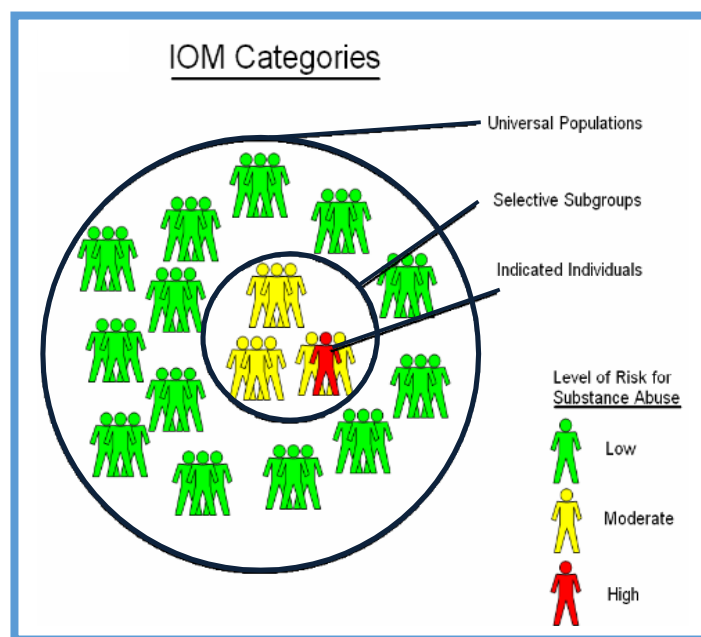 IOM Categories
Universal Populations
Selective Subgroups
Indicated Individuals
Level of Risk for
Substance Abuse
Low
Moderate
High